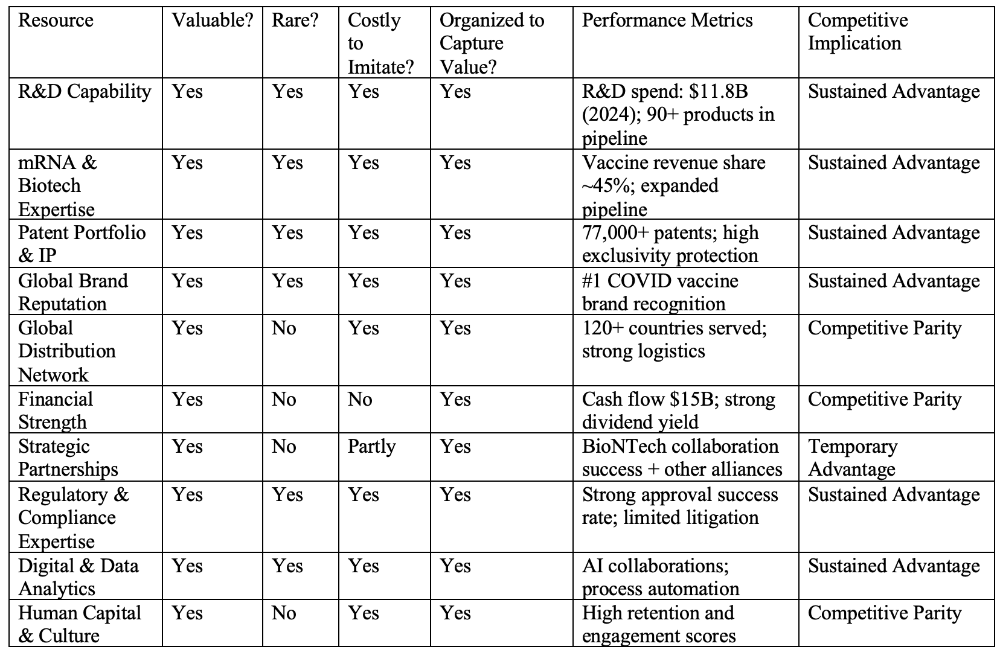 Resource Valuable? Rare? Costly to Imitate? Organized to Capture Value? Performance Metrics Competitive Implication
R&D Capability Yes Yes Yes Yes R&D spend: $11.8B (2024); 90+ products in pipeline Sustained Advantage
mRNA & Biotech Expertise Yes Yes Yes Yes Vaccine revenue share ~45%; expanded pipeline Sustained Advantage
Patent Portfolio & IP Yes Yes Yes Yes 77,000+ patents; high exclusivity protection Sustained Advantage
Global Brand Reputation Yes Yes Yes Yes #1 COVID vaccine brand recognition Sustained Advantage
Global Distribution Network Yes No Yes Yes 120+ countries served; strong logistics Competitive Parity
Financial Strength Yes No No Yes Cash flow $15B; strong dividend yield Competitive Parity
Strategic Partnerships Yes No Partly Yes BioNTech collaboration success + other alliances Temporary Advantage
Regulatory & Compliance Expertise Yes Yes Yes Yes Strong approval success rate; limited litigation Sustained Advantage
Digital & Data Analytics Yes Yes Yes Yes AI collaborations; process automation Sustained Advantage
Human Capital & Culture Yes No Yes Yes High retention and engagement scores Competitive Parity